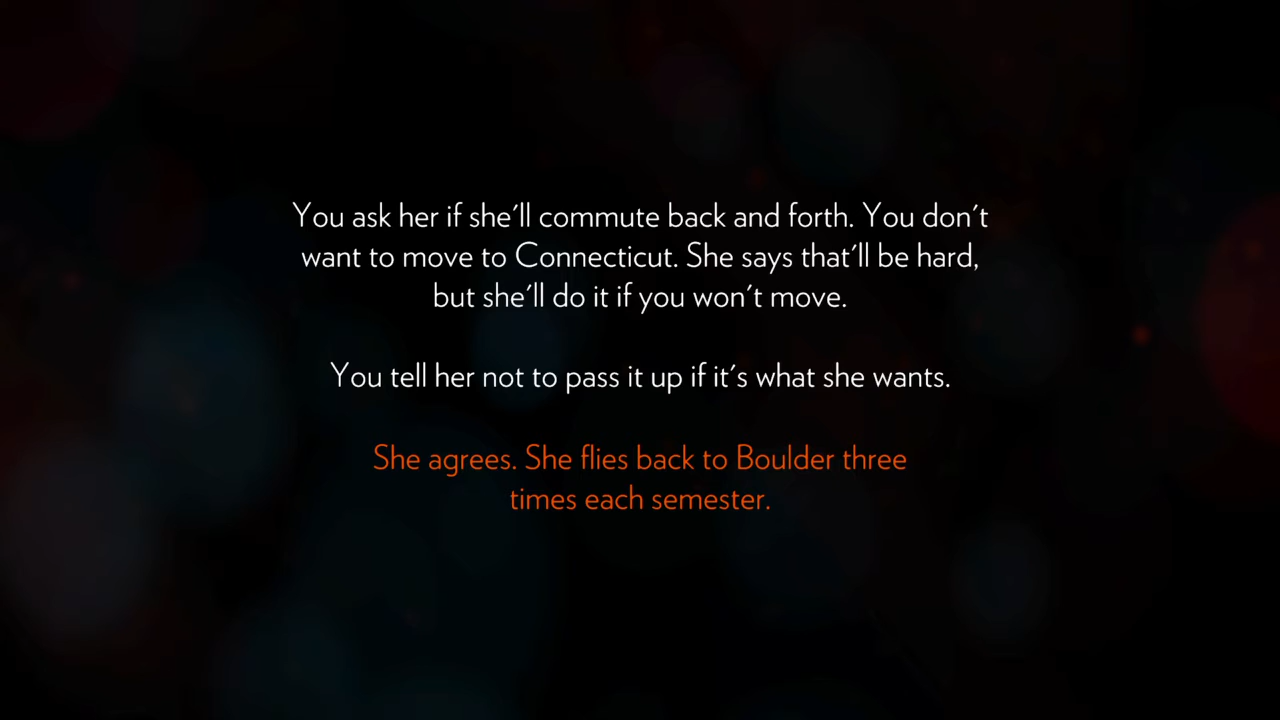 You ask her if she'll commute back and forth. You don't
want to move to Connecticut. She says that'll be hard,
but she'll do it if you won't move.
You tell her not to pass it up if it's what she wants.
She agrees. She flies back to Boulder three
times each semester.